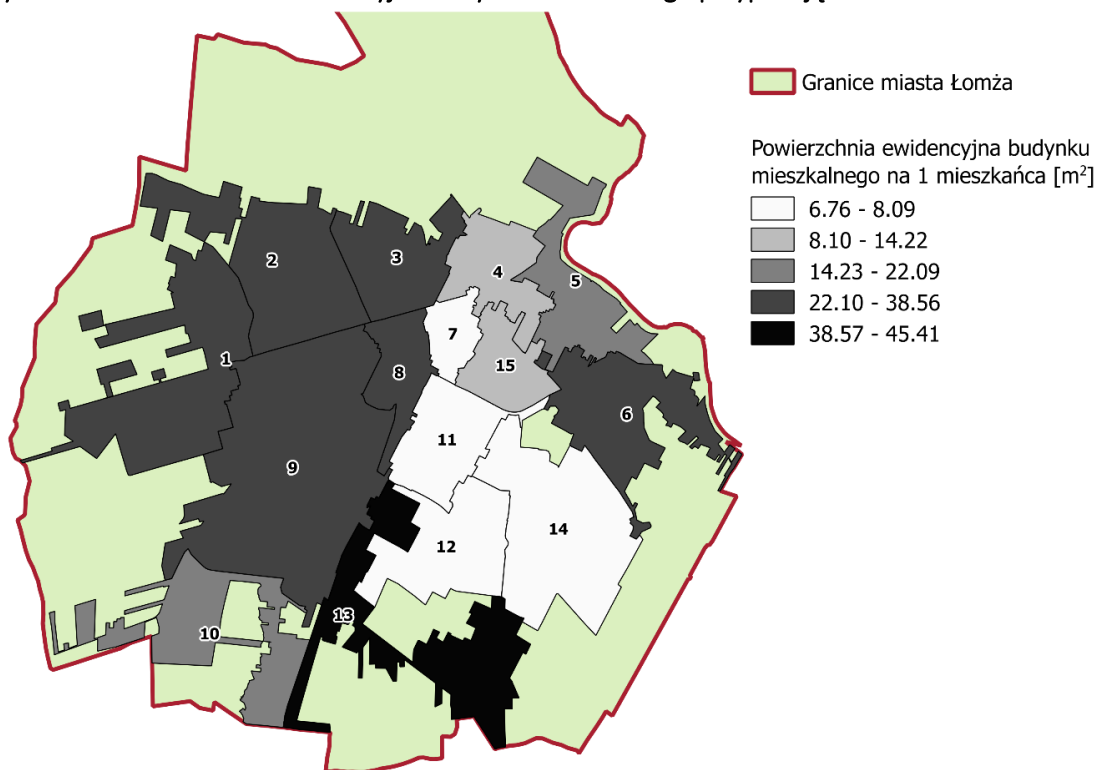 Granice miasta Łomża
Powierzchnia ewidencyjna budynku
mieszkalnego na 1 mieszkańca [m²]
6.76 - 8.09
8.10 - 14.22
14.23 - 22.09
22.10 - 38.56
38.57 - 45.41
2
3
4
5
7
1
8
15
6
11
9
14
12
13
10